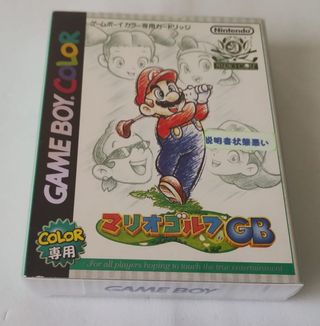 ゲームボーイカラー専用カートリッジ
Nintendo
GAME BOY COLOR
説明書状態悪い
マリオゴルフGB
COLOR
専用
For all players hoping to touch the true entertainment
GAME BOY